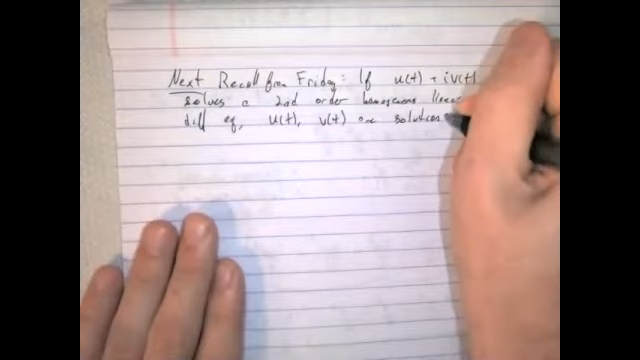 Next Recall from Friday: If u(t) + iv(t)
solves a 2nd order homogeneous linear
diff eq, u(t), v(t) are solutions